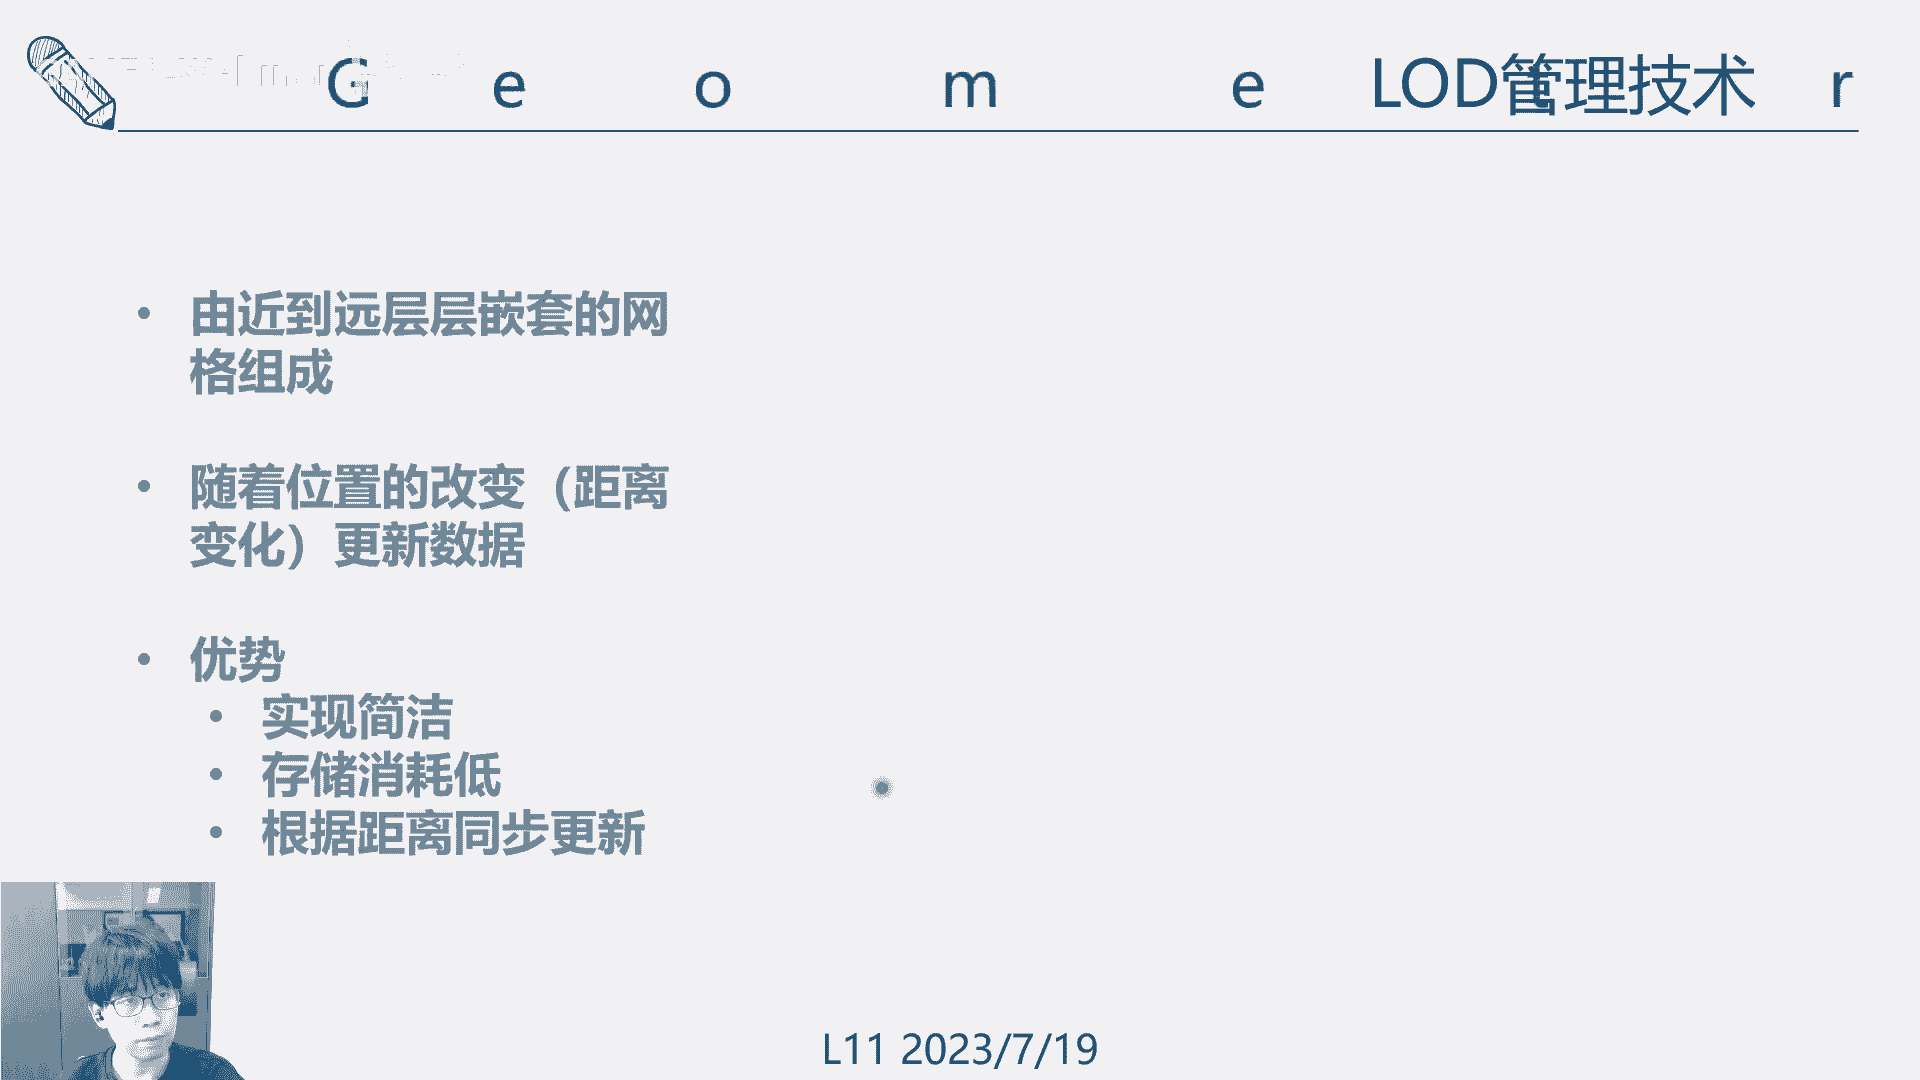 G e o m e t r
LOD管理技术
• 由近到远层层嵌套的网
格组成
• 随着位置的改变（距离
变化）更新数据
• 优势
• 实现简洁
• 存储消耗低
• 根据距离同步更新
L11 2023/7/19